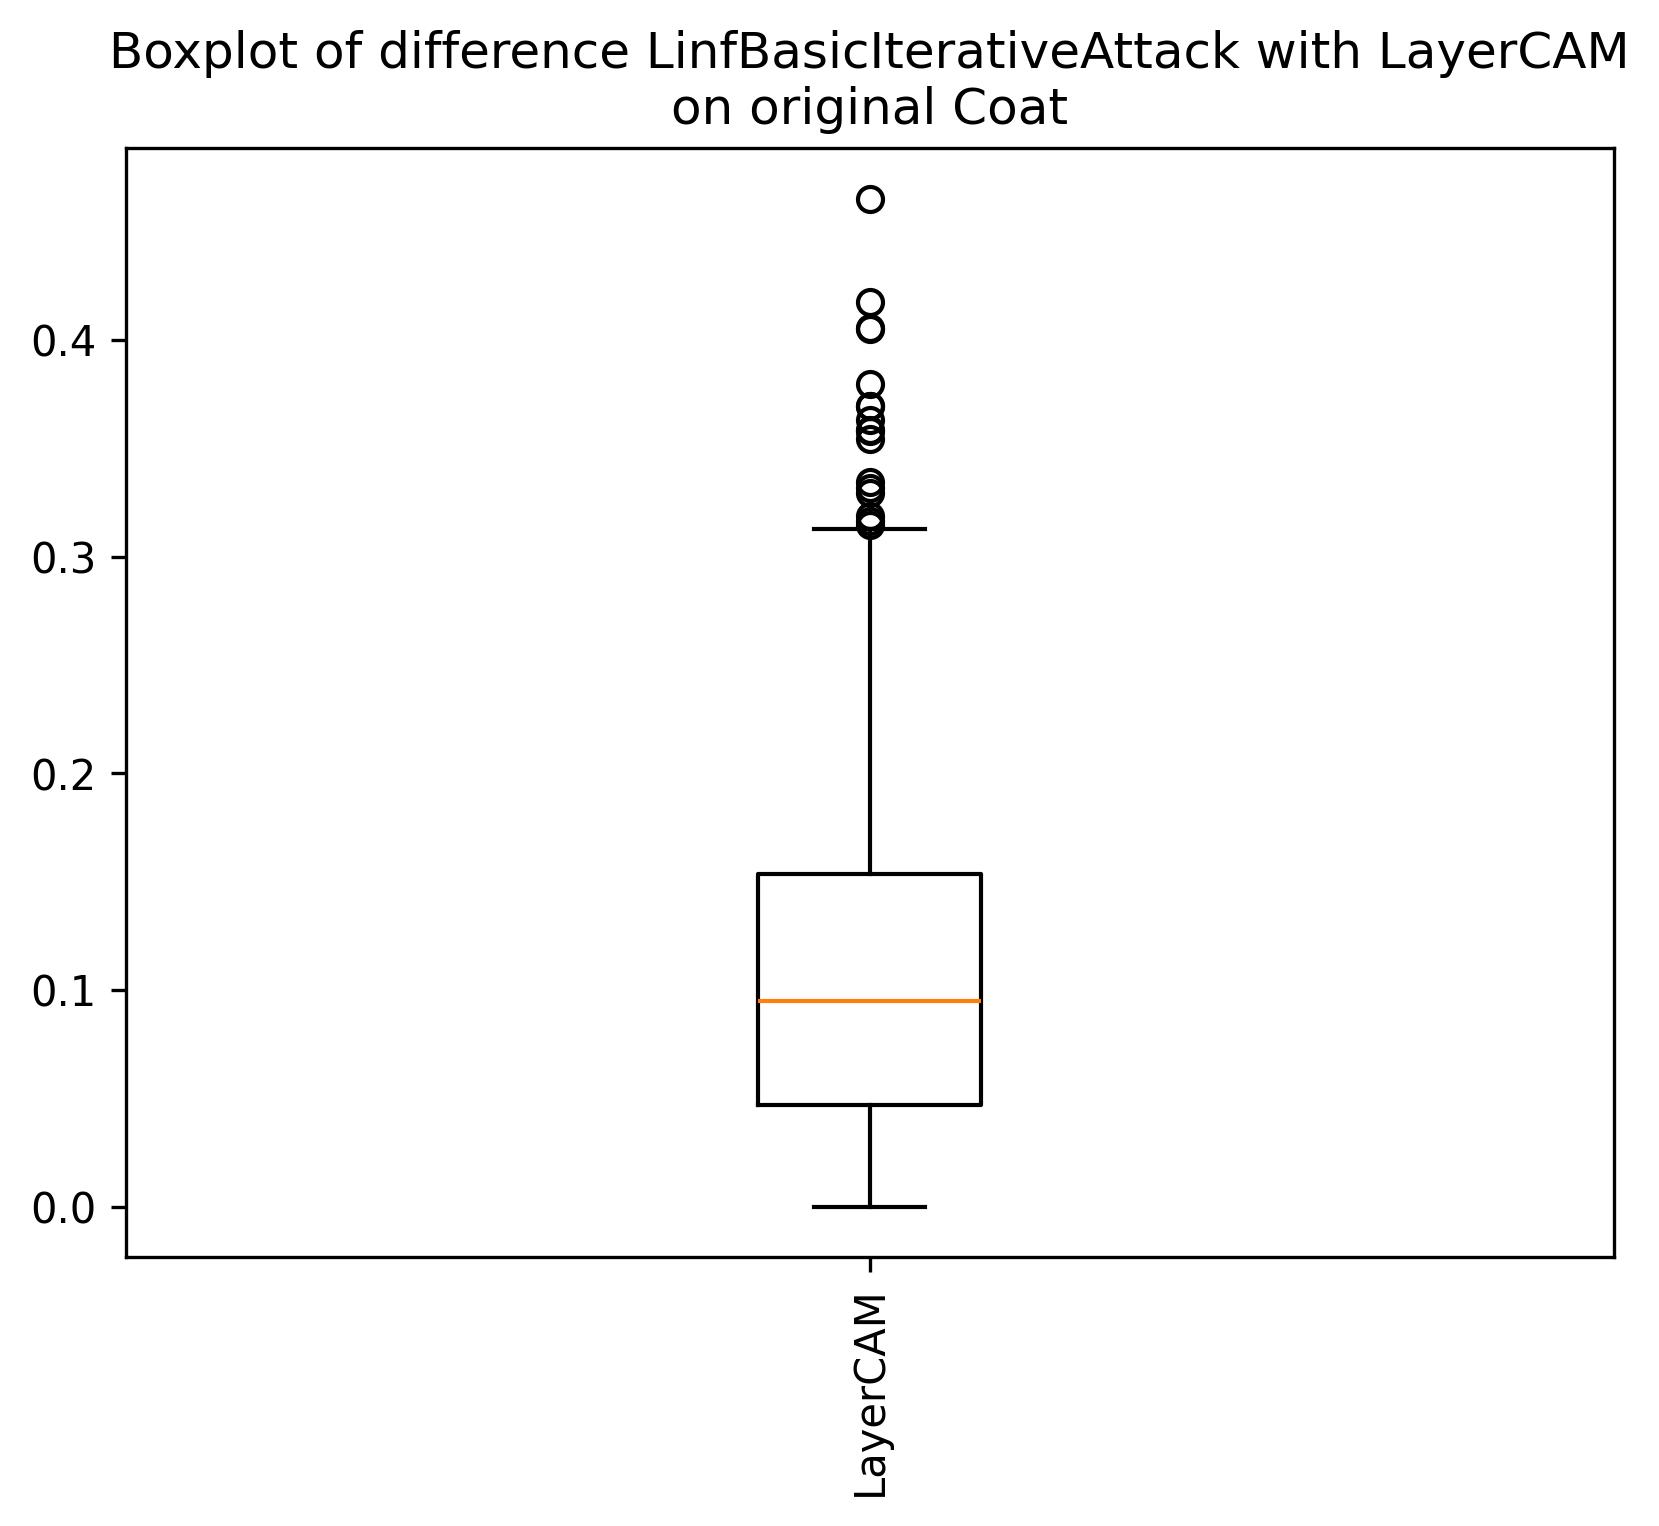 Boxplot of difference LinfBasicIterativeAttack with LayerCAM
on original Coat
0.4
0.3
0.2
0.1
0.0
LayerCAM